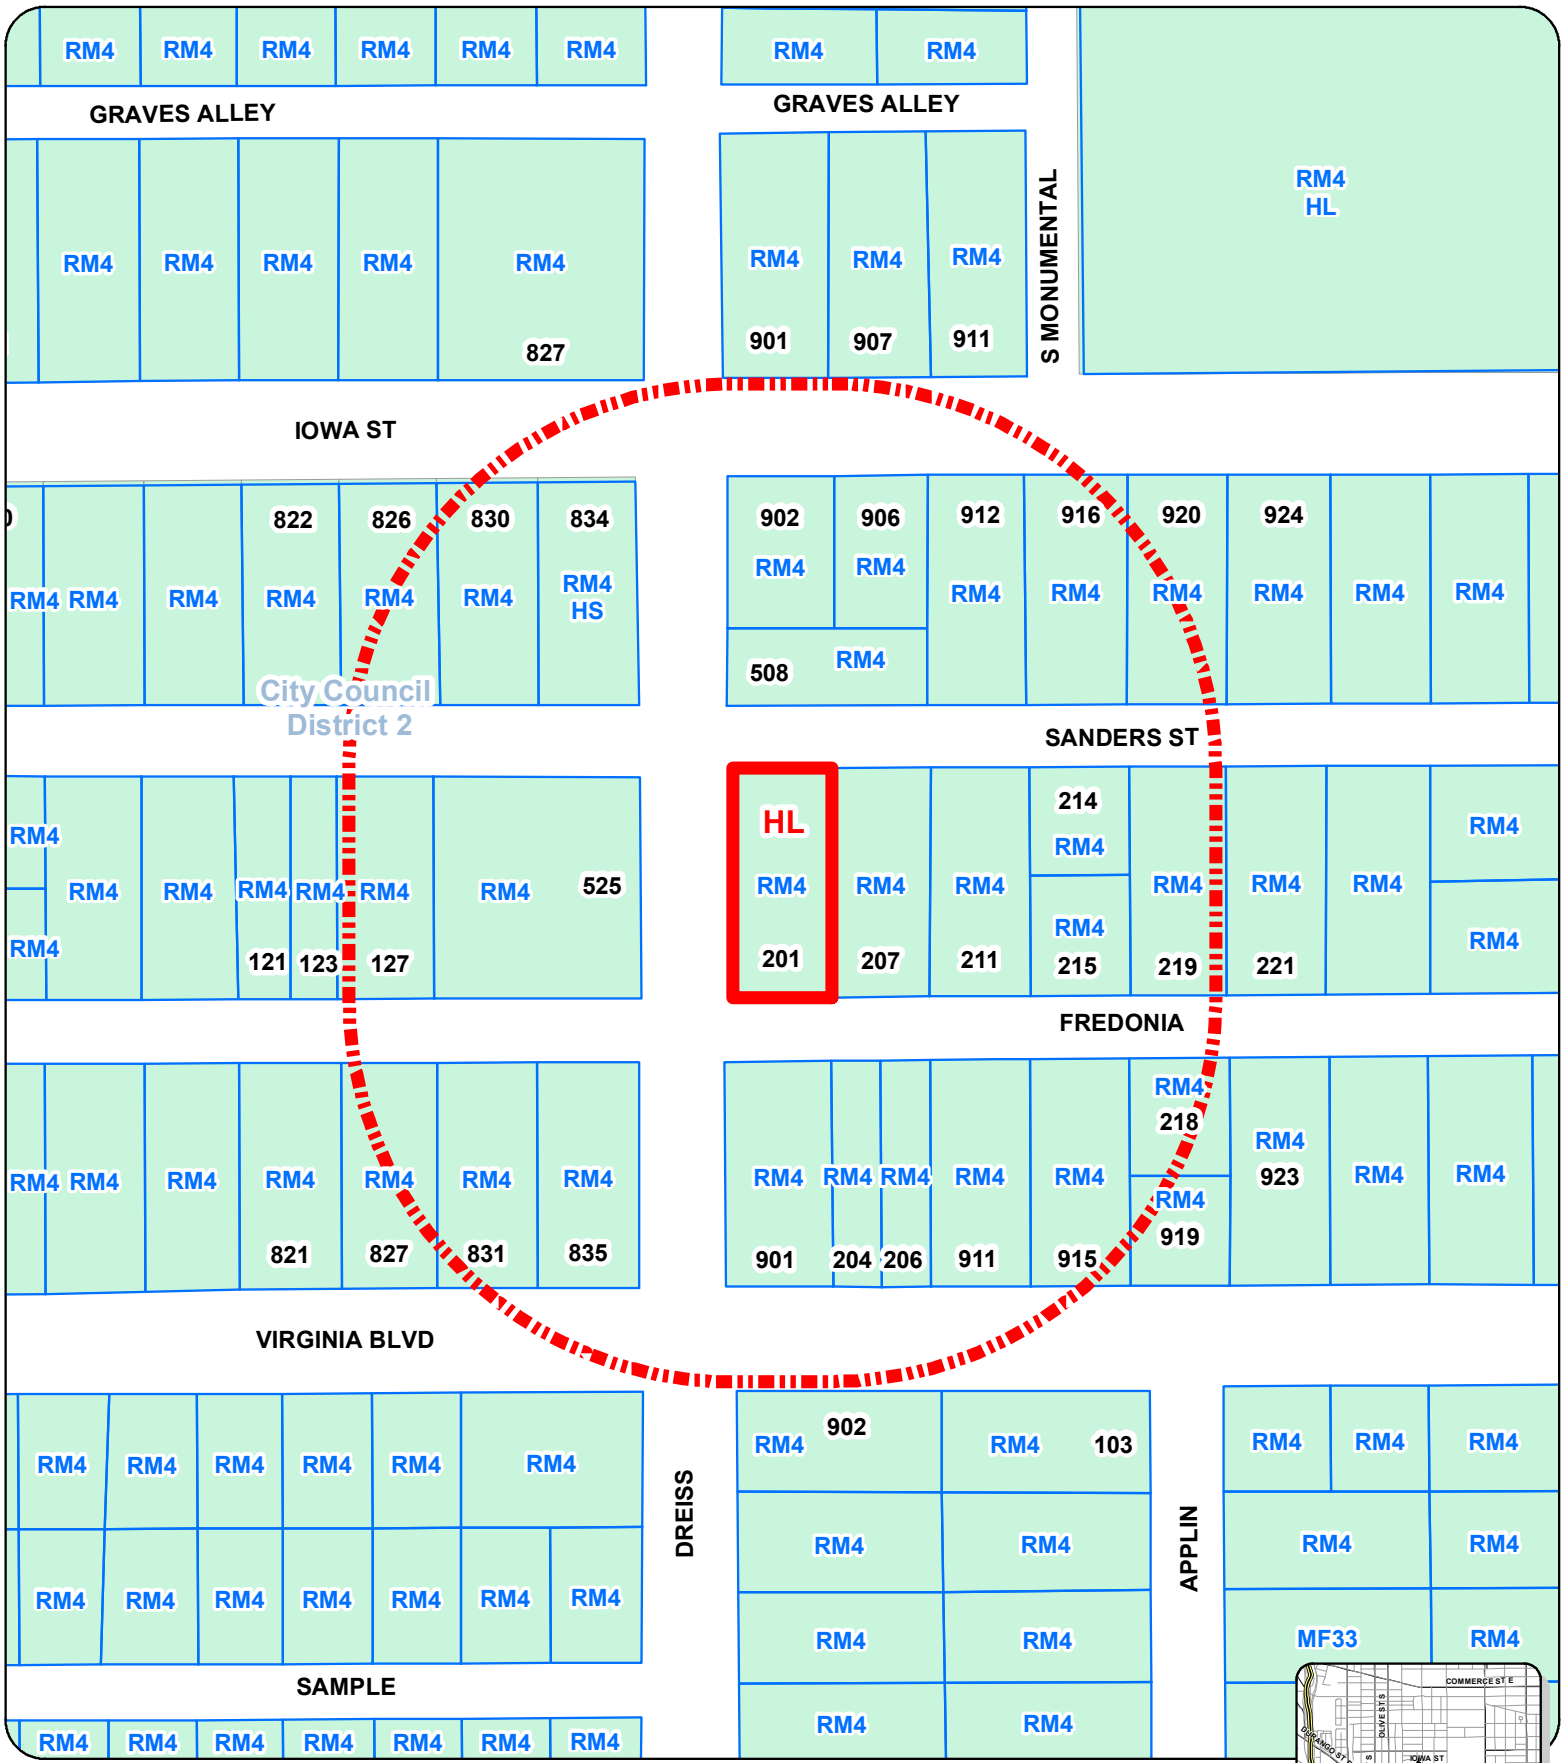 RM4 RM4 RM4 RM4 RM4 RM4 RM4 RM4
GRAVES ALLEY GRAVES ALLEY
RM4
HL
S MONUMENTAL
RM4 RM4 RM4 RM4 RM4 RM4 RM4 RM4
827 901 907 911
IOWA ST
822 826 830 834 902 906 912 916 920 924
RM4 RM4
RM4 RM4 RM4 RM4 RM4 RM4 RM4 RM4 RM4 RM4 RM4 RM4 RM4
HS
508 RM4
City Council
District 2
SANDERS ST
HL 214
RM4 RM4 RM4
RM4 RM4 RM4 RM4 RM4 RM4 525 RM4 RM4 RM4 RM4 RM4 RM4
RM4 RM4 RM4
121 123 127 201 207 211 215 219 221
FREDONIA
RM4
218
RM4
923
RM4 RM4 RM4 RM4 RM4 RM4 RM4 RM4 RM4 RM4 RM4 RM4 RM4 RM4
RM4
919
821 827 831 835 901 204 206 911 915
VIRGINIA BLVD
902
RM4 RM4 103 RM4 RM4 RM4
RM4 RM4 RM4 RM4 RM4 RM4
DREISS
APPLIN
RM4 RM4 RM4 RM4
RM4 RM4 RM4 RM4 RM4 RM4 RM4
RM4 RM4 MF33 RM4
SAMPLE
RM4 RM4
RM4 RM4 RM4 RM4 RM4 RM4 RM4
COMMERCE ST E
OLIVE ST S
DURANGO ST
IOWA ST
S